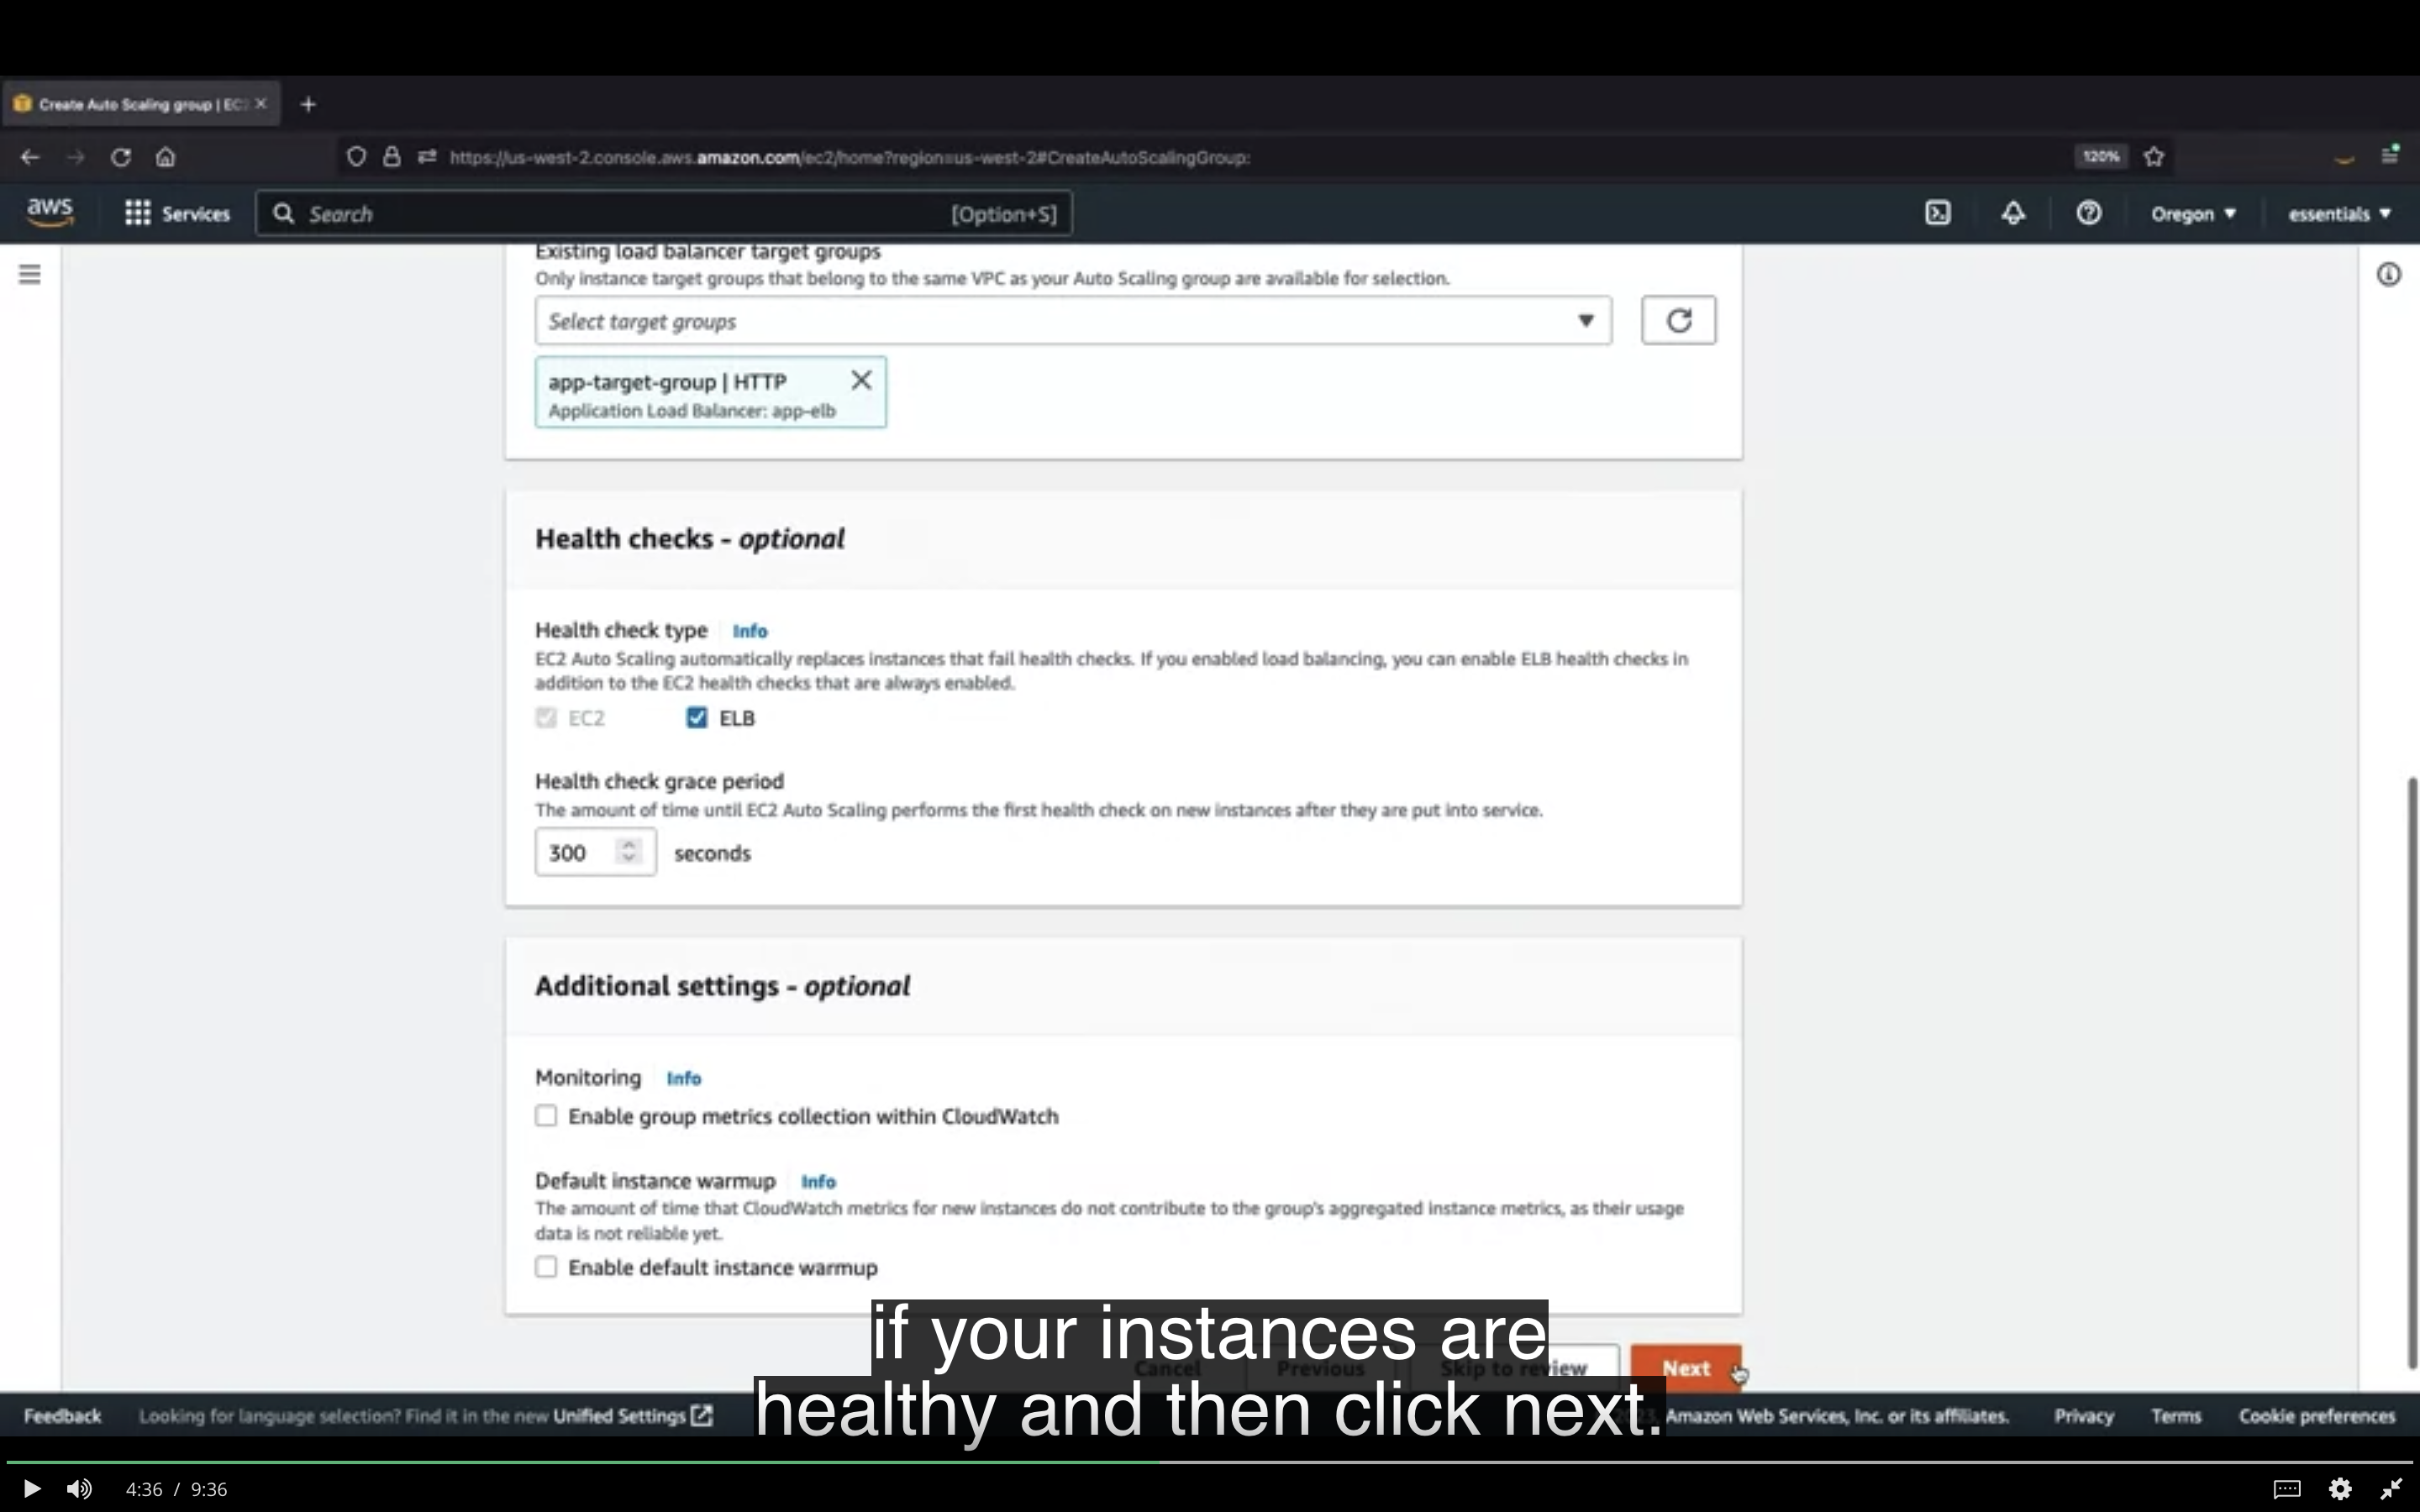 Create Auto Scaling group | EC
https://us-west-2.console.aws.amazon.com/ec2/home?region=us-west-2#CreateAutoScalingGroup:
120%
aws
Services
Search
[Option+S]
Oregon
essentials
Existing load balancer target groups
Only instance target groups that belong to the same VPC as your Auto Scaling group are available for selection.
Select target groups
app-target-group | HTTP
Application Load Balancer: app-elb
Health checks - optional
Health check type Info
EC2 Auto Scaling automatically replaces instances that fail health checks. If you enabled load balancing, you can enable ELB health checks in
addition to the EC2 health checks that are always enabled.
EC2 ELB
Health check grace period
The amount of time until EC2 Auto Scaling performs the first health check on new instances after they are put into service.
300 seconds
Additional settings - optional
Monitoring Info
Enable group metrics collection within CloudWatch
Default instance warmup Info
The amount of time that CloudWatch metrics for new instances do not contribute to the group's aggregated instance metrics, as their usage
data is not reliable yet.
Enable default instance warmup
Cancel Previous Skip to review Next
if your instances are
healthy and then click next.
Feedback Looking for language selection? Find it in the new Unified Settings Amazon Web Services, Inc. or its affiliates. Privacy Terms Cookie preferences
4:36 / 9:36